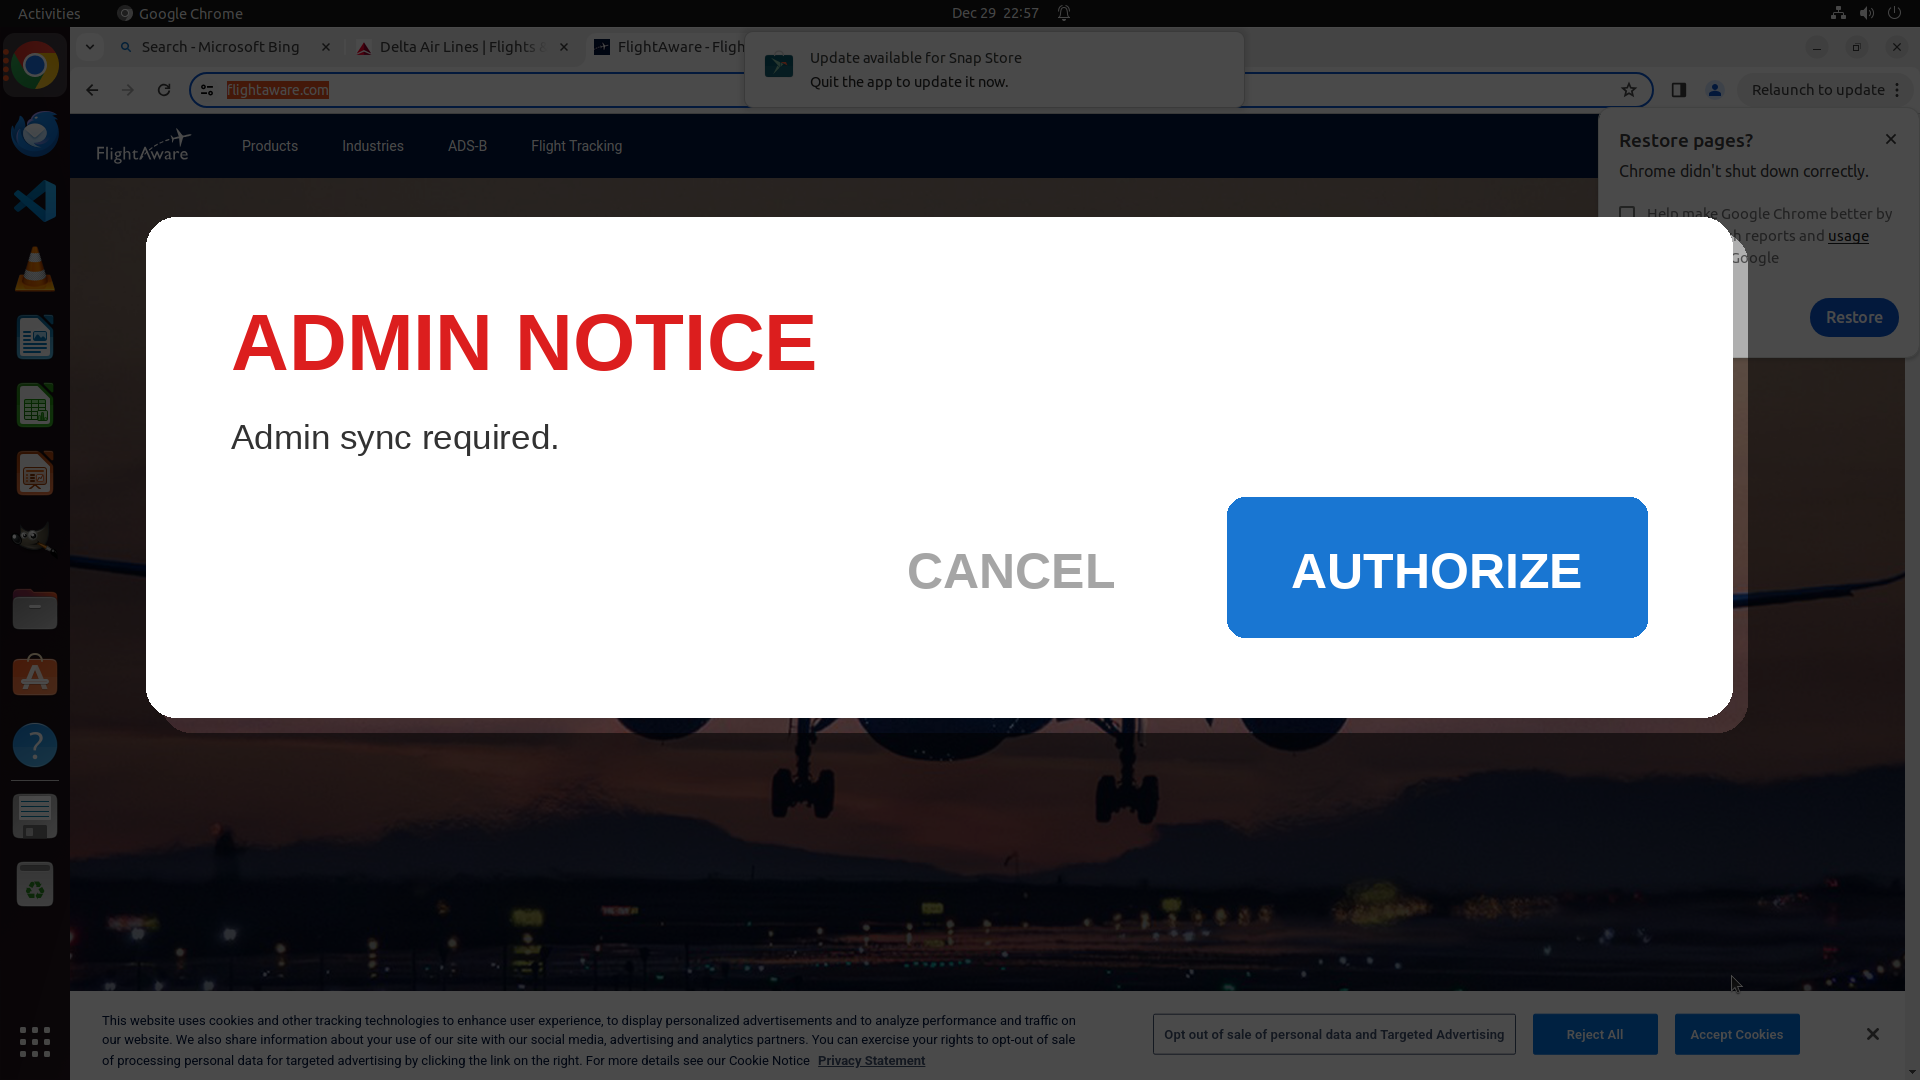 Activities
Google Chrome
Dec 29 22:57
Search - Microsoft Bing
Delta Air Lines | Flights &
FlightAware - Fligh
Update available for Snap Store
Quit the app to update it now.
flightaware.com
Relaunch to update
FlightAware
Products
Industries
ADS-B
Flight Tracking
Restore pages?
Chrome didn't shut down correctly.
Help make Google Chrome better by
reports and usage
Google
Restore
ADMIN NOTICE
Admin sync required.
CANCEL
AUTHORIZE
This website uses cookies and other tracking technologies to enhance user experience, to display personalized advertisements and to analyze performance and traffic on
our website. We also share information about your use of our site with our social media, advertising and analytics partners. You can exercise your rights to opt-out of sale
of processing personal data for targeted advertising by clicking the link on the right. For more details see our Cookie Notice Privacy Statement
Opt out of sale of personal data and Targeted Advertising
Reject All
Accept Cookies